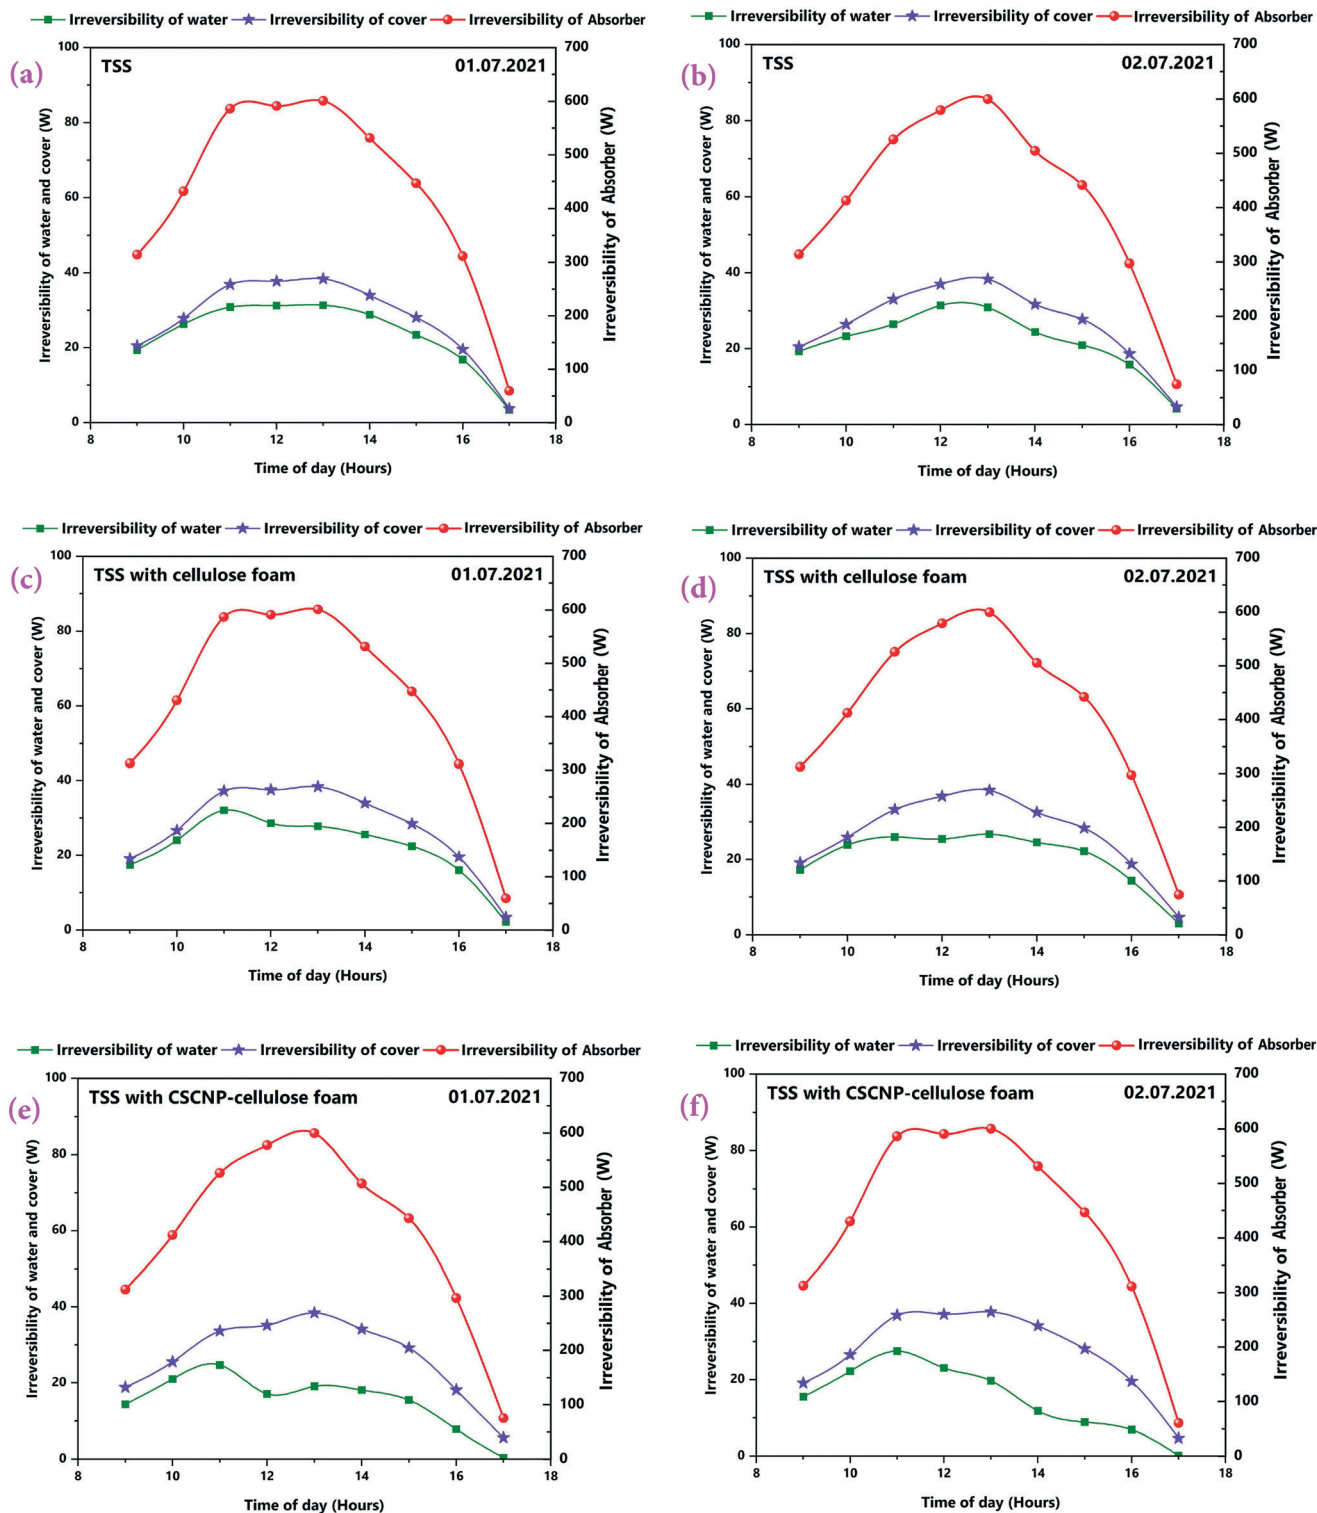 Irreversibility of water Irreversibility of cover Irreversibility of Absorber
(a)
TSS 01.07.2021
Irreversibility of water and cover (W)
100
80
60
40
20
0
700
600
500
400
300
200
100
0
Irreversibility of Absorber (W)
8 10 12 14 16 18
Time of day (Hours)
Irreversibility of water Irreversibility of cover Irreversibility of Absorber
(b)
TSS 02.07.2021
Irreversibility of water and cover (W)
100
80
60
40
20
0
700
600
500
400
300
200
100
0
Irreversibility of Absorber (W)
8 10 12 14 16 18
Time of day (Hours)
Irreversibility of water Irreversibility of cover Irreversibility of Absorber
(c)
TSS with cellulose foam 01.07.2021
Irreversibility of water and cover (W)
100
80
60
40
20
0
700
600
500
400
300
200
100
0
Irreversibility of Absorber (W)
8 10 12 14 16 18
Time of day (Hours)
Irreversibility of water Irreversibility of cover Irreversibility of Absorber
(d)
TSS with cellulose foam 02.07.2021
Irreversibility of water and cover (W)
100
80
60
40
20
0
700
600
500
400
300
200
100
0
Irreversibility of Absorber (W)
8 10 12 14 16 18
Time of day (Hours)
Irreversibility of water Irreversibility of cover Irreversibility of Absorber
(e)
TSS with CSCNP-cellulose foam 01.07.2021
Irreversibility of water and cover (W)
100
80
60
40
20
0
700
600
500
400
300
200
100
0
Irreversibility of Absorber (W)
8 10 12 14 16 18
Time of day (Hours)
Irreversibility of water Irreversibility of cover Irreversibility of Absorber
(f)
TSS with CSCNP-cellulose foam 02.07.2021
Irreversibility of water and cover (W)
100
80
60
40
20
0
700
600
500
400
300
200
100
0
Irreversibility of Absorber (W)
8 10 12 14 16 18
Time of day (Hours)